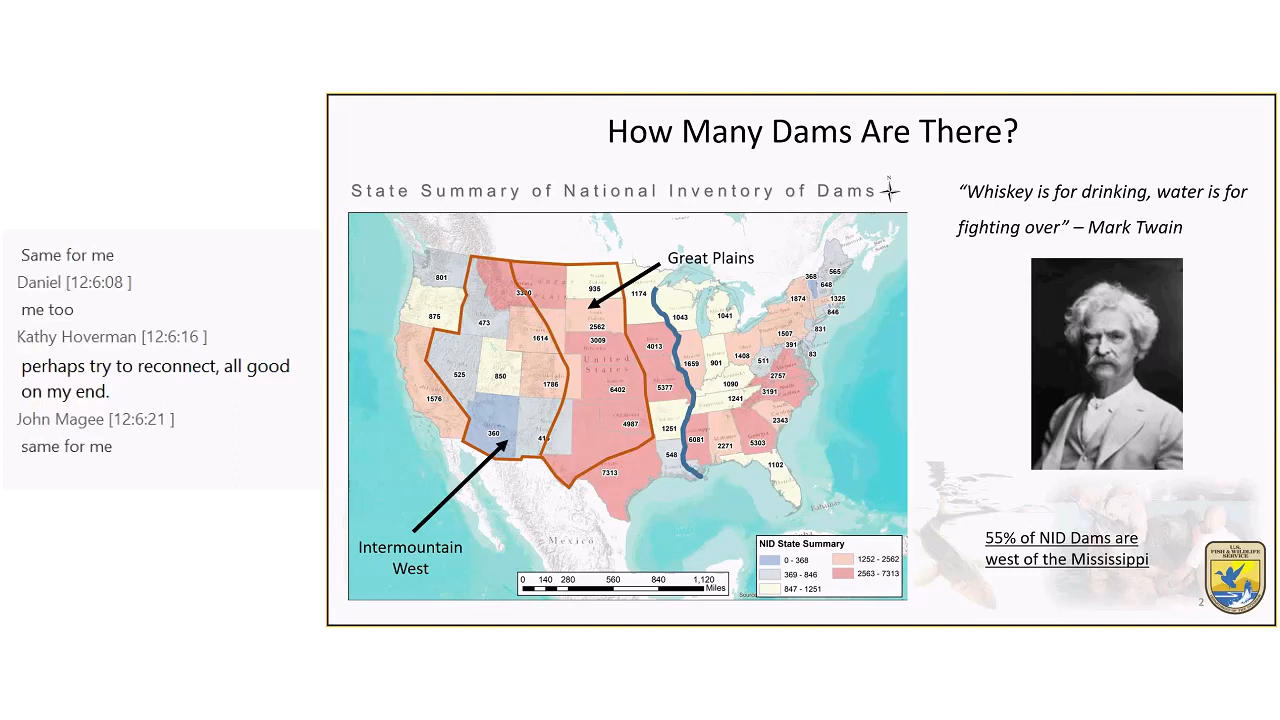 Same for me
Daniel [12:6:08 ]
me too
Kathy Hoverman [12:6:16 ]
perhaps try to reconnect, all good
on my end.
John Magee [12:6:21 ]
same for me
How Many Dams Are There?
State Summary of National Inventory of Dams
N
“Whiskey is for drinking, water is for
fighting over” – Mark Twain
Great Plains
Intermountain
West
801
875
1576
473
525
360
850
1614
1786
935
2562
3009
6402
4987
7313
1174
4013
5377
1251
548
1043
1659
6081
1041
901
1408
1090
1241
2271
5303
1102
2343
3191
2757
511
1507
391
83
831
1874
846
1325
368
648
565
United
States
Mexico
0 140 280 560 840 1,120
Miles
NID State Summary
0 - 368
369 - 846
847 - 1251
1252 - 2562
2563 - 7313
55% of NID Dams are
west of the Mississippi
U.S.
FISH & WILDLIFE
SERVICE
2